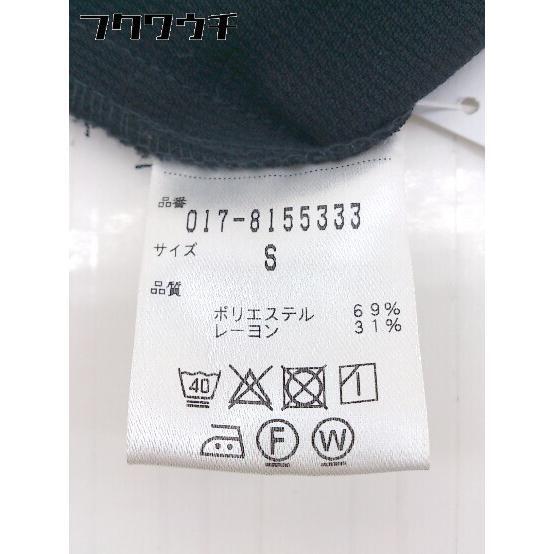 フクワウチ
品番
017-8155333
サイズ
S
品質
ポリエステル 69%
レーヨン 31%
40
F W